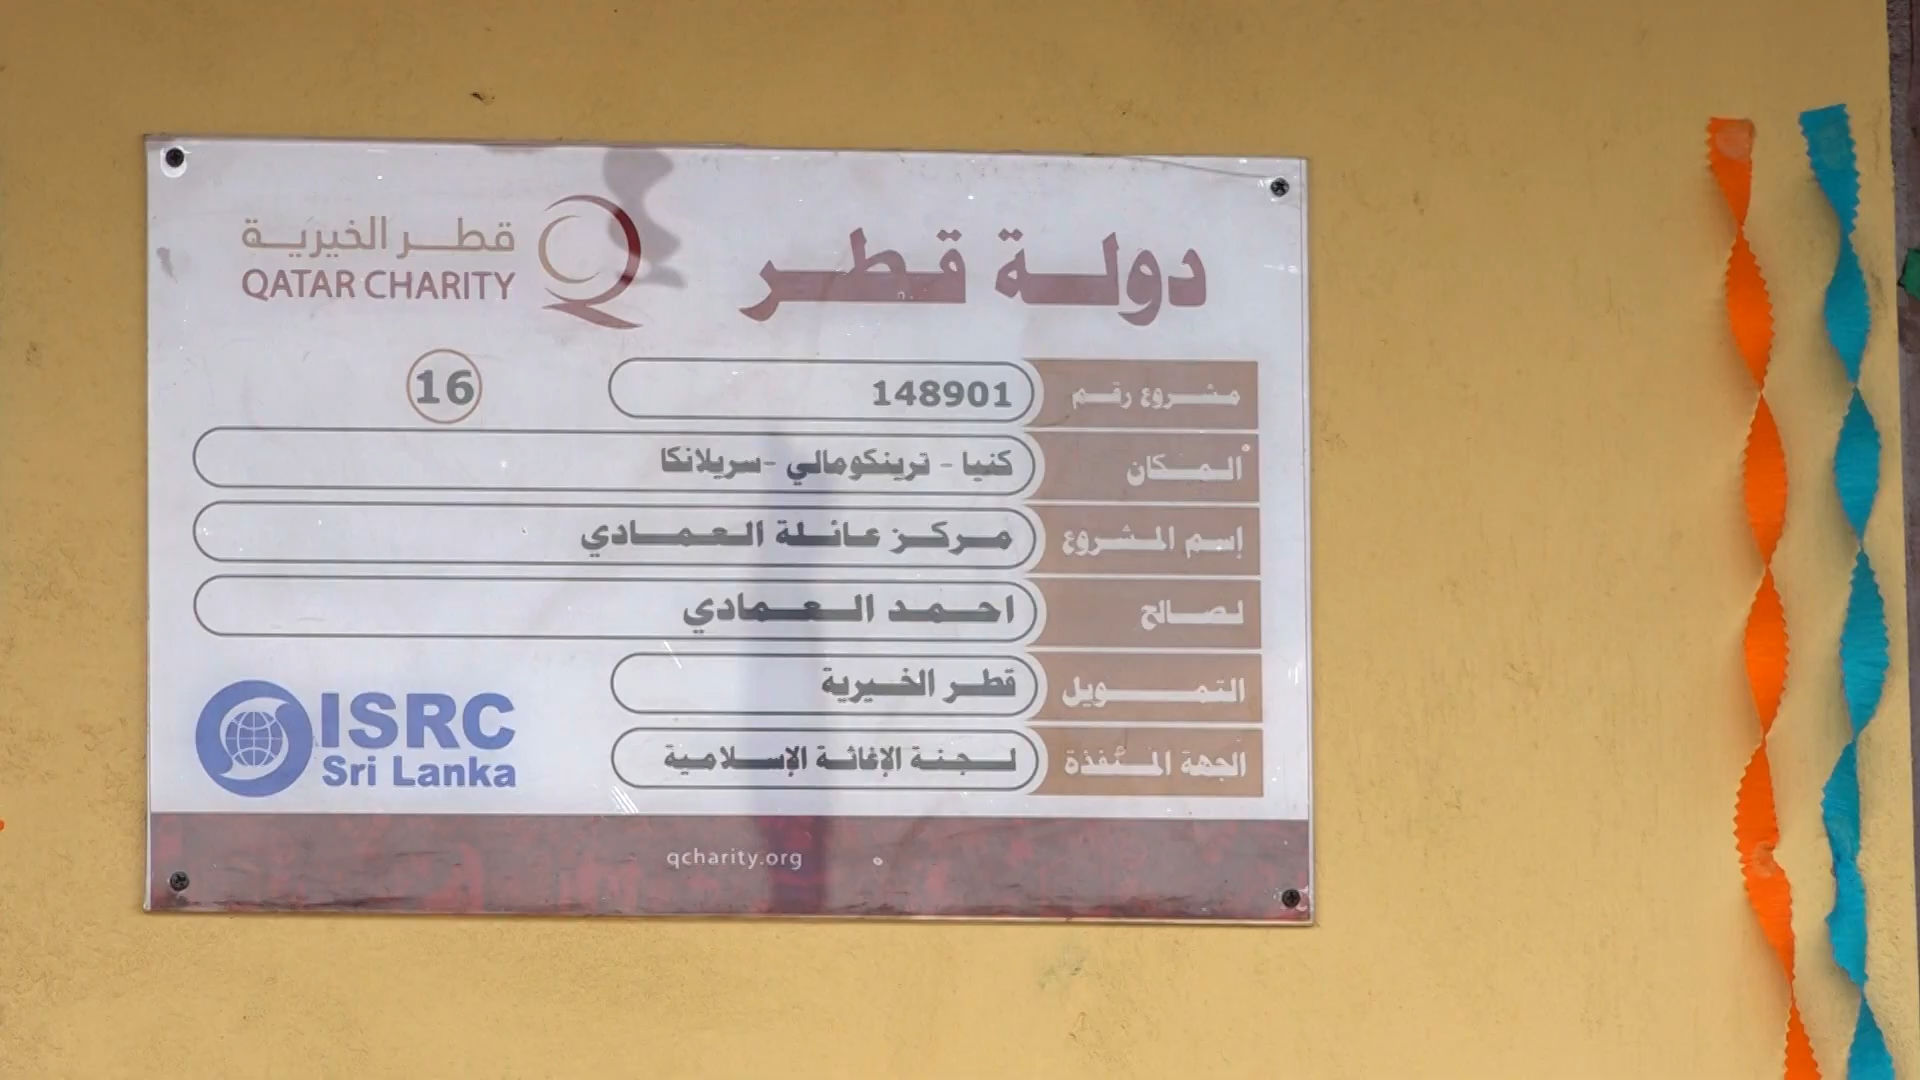 دولة قطر
قطر الخيرية
QATAR CHARITY
مشروع رقم 148901
16
المكان كنيا - ترينكومالي -سريلانكا
إسم المشروع مركز عائلة العمادي
لصالح احمد العمادي
التمويل قطر الخيرية
الجهة المنفذة لجنة الإغاثة الإسلامية
ISRC
Sri Lanka
qcharity.org